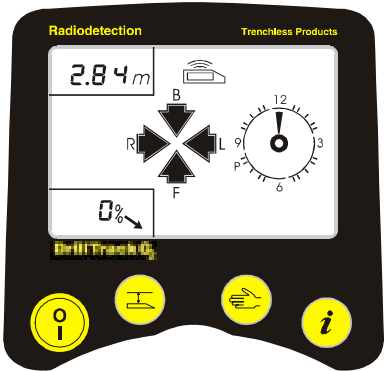 Radiodetection
Trenchless Products
2.84m
B
R
L
F
12
9
3
P
6
0%
DrillTrack
O
I
i